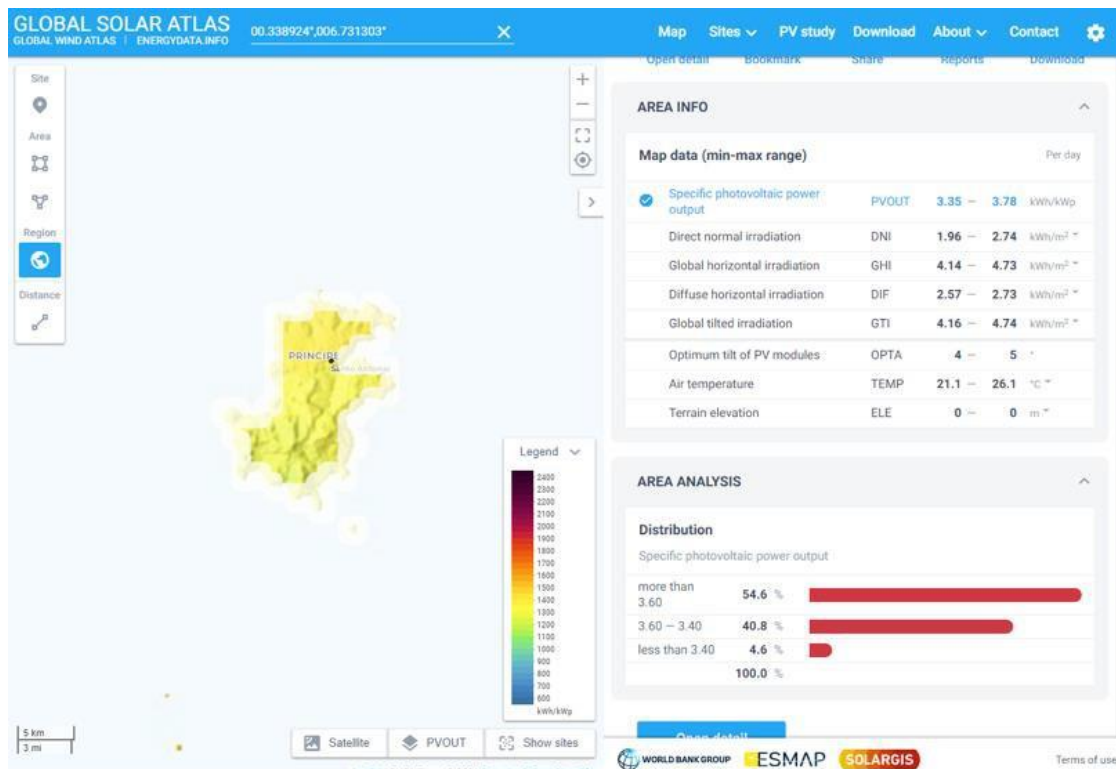 GLOBAL SOLAR ATLAS
GLOBAL WIND ATLAS | ENERGYDATA.INFO
00.338924°,006.731303°
Map Sites PV study Download About Contact
Open detail Bookmark Share Reports Download
Site
Area
Region
Distance
PRINCIPE
5 km
3 mi
Legend
2400
2300
2200
2100
2000
1900
1800
1700
1600
1500
1400
1300
1200
1100
1000
900
800
700
600
kWh/kWp
Satellite PVOUT Show sites
AREA INFO
Map data (min-max range) Per day
Specific photovoltaic power output PVOUT 3.35 — 3.78 kWh/kWp
Direct normal irradiation DNI 1.96 — 2.74 kWh/m²
Global horizontal irradiation GHI 4.14 — 4.73 kWh/m²
Diffuse horizontal irradiation DIF 2.57 — 2.73 kWh/m²
Global tilted irradiation GTI 4.16 — 4.74 kWh/m²
Optimum tilt of PV modules OPTA 4 — 5 °
Air temperature TEMP 21.1 — 26.1 °C
Terrain elevation ELE 0 — 0 m
AREA ANALYSIS
Distribution
Specific photovoltaic power output
more than 3.60 54.6 %
3.60 — 3.40 40.8 %
less than 3.40 4.6 %
100.0 %
Open detail
WORLD BANK GROUP ESMAP SOLARGIS Terms of use